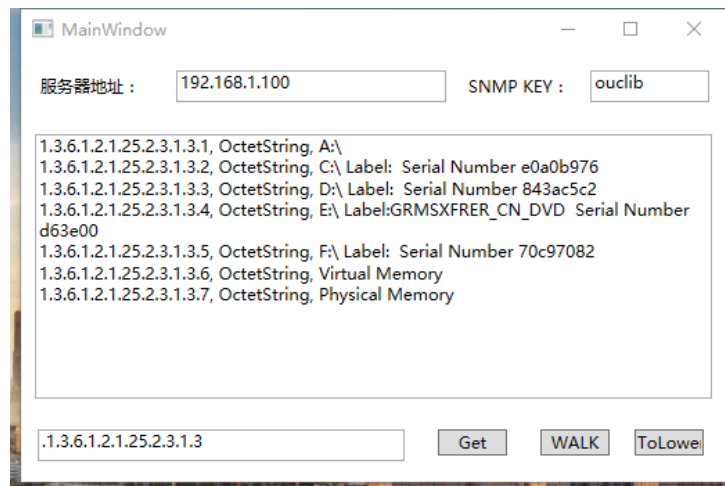 MainWindow
服务器地址： 192.168.1.100 SNMP KEY： ouclib
1.3.6.1.2.1.25.2.3.1.3.1, OctetString, A:\
1.3.6.1.2.1.25.2.3.1.3.2, OctetString, C:\ Label:  Serial Number e0a0b976
1.3.6.1.2.1.25.2.3.1.3.3, OctetString, D:\ Label:  Serial Number 843ac5c2
1.3.6.1.2.1.25.2.3.1.3.4, OctetString, E:\ Label:GRMSXFRER_CN_DVD  Serial Number
d63e00
1.3.6.1.2.1.25.2.3.1.3.5, OctetString, F:\ Label:  Serial Number 70c97082
1.3.6.1.2.1.25.2.3.1.3.6, OctetString, Virtual Memory
1.3.6.1.2.1.25.2.3.1.3.7, OctetString, Physical Memory
.1.3.6.1.2.1.25.2.3.1.3 Get WALK ToLower